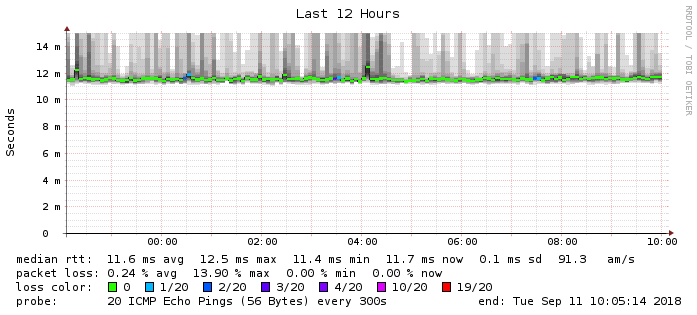 Last 12 Hours
RRDTOOL / TOBI OETIKER
Seconds
14 m
12 m
10 m
8 m
6 m
4 m
2 m
0
00:00 02:00 04:00 06:00 08:00 10:00
median rtt: 11.6 ms avg 12.5 ms max 11.4 ms min 11.7 ms now 0.1 ms sd 91.3 am/s
packet loss: 0.24 % avg 13.90 % max 0.00 % min 0.00 % now
loss color: 0 1/20 2/20 3/20 4/20 10/20 19/20
probe: 20 ICMP Echo Pings (56 Bytes) every 300s end: Tue Sep 11 10:05:14 2018